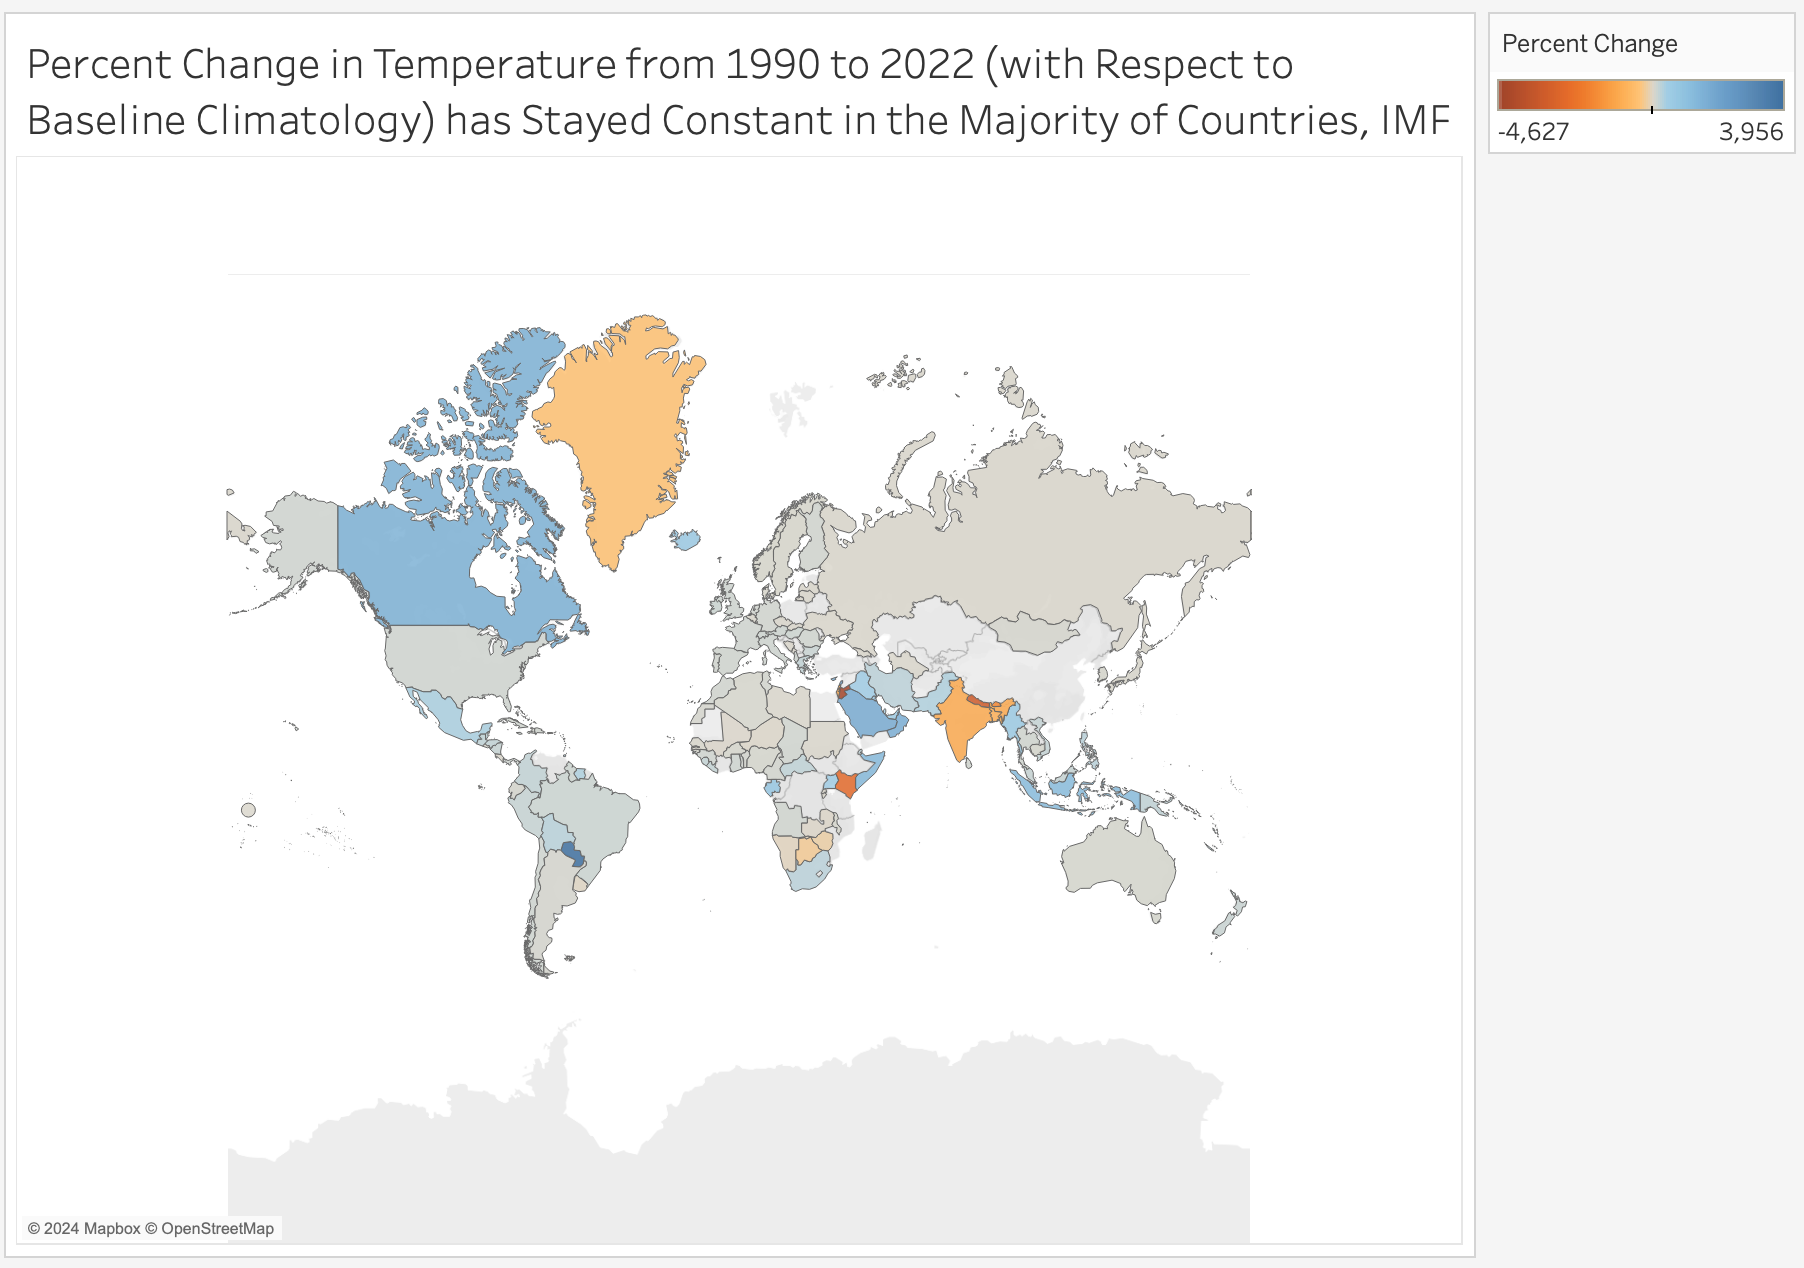 Percent Change in Temperature from 1990 to 2022 (with Respect to
Baseline Climatology) has Stayed Constant in the Majority of Countries, IMF
Percent Change
-4,627 3,956
© 2024 Mapbox © OpenStreetMap